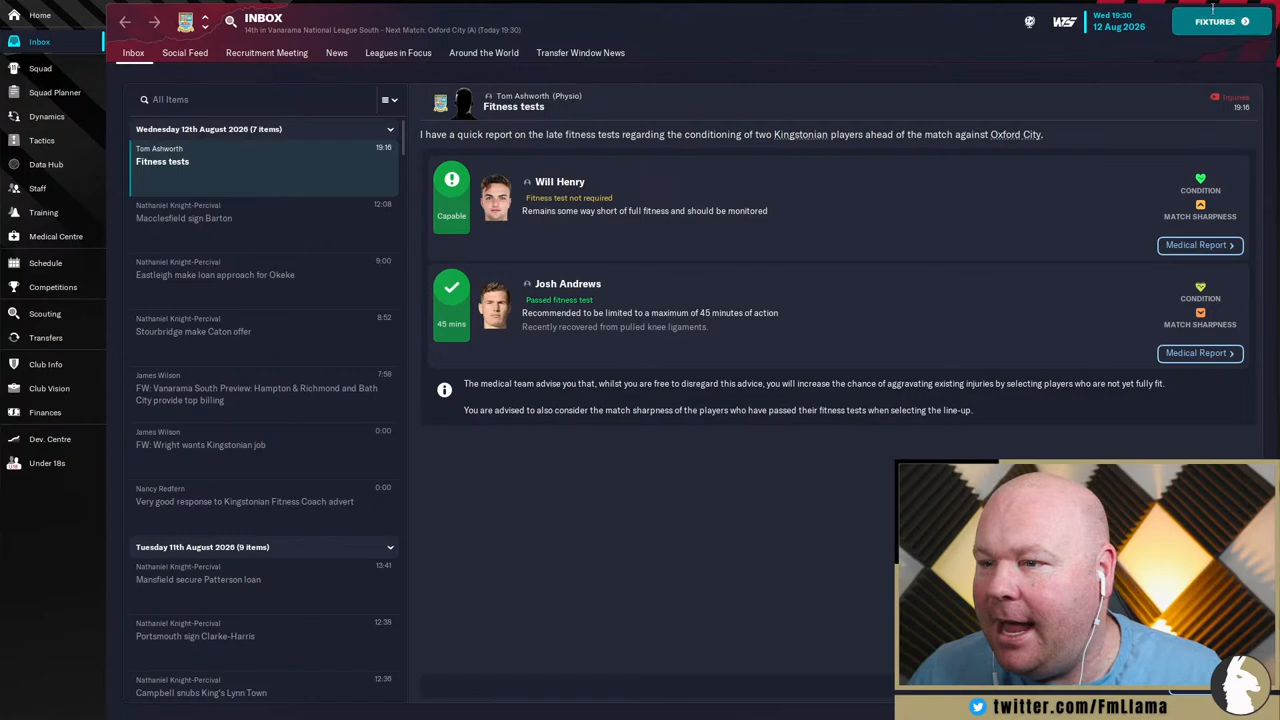 Home
Inbox
Squad
Squad Planner
Dynamics
Tactics
Data Hub
Staff
Training
Medical Centre
Schedule
Competitions
Scouting
Transfers
Club Info
Club Vision
Finances
Dev. Centre
Under 18s
INBOX
14th in Vanarama National League South - Next Match: Oxford City (A) (Today 19:30)
Wed 19:30
12 Aug 2026
FIXTURES
Inbox Social Feed Recruitment Meeting News Leagues in Focus Around the World Transfer Window News
All Items
Wednesday 12th August 2026 (7 items)
Tom Ashworth 19:16
Fitness tests
Nathaniel Knight-Percival 12:08
Macclesfield sign Barton
Nathaniel Knight-Percival 9:00
Eastleigh make loan approach for Okeke
Nathaniel Knight-Percival 8:52
Stourbridge make Caton offer
James Wilson 7:58
FW: Vanarama South Preview: Hampton & Richmond and Bath
City provide top billing
James Wilson 0:00
FW: Wright wants Kingstonian job
Nancy Redfern 0:00
Very good response to Kingstonian Fitness Coach advert
Tuesday 11th August 2026 (9 items)
Nathaniel Knight-Percival 13:41
Mansfield secure Patterson loan
Nathaniel Knight-Percival 12:38
Portsmouth sign Clarke-Harris
Nathaniel Knight-Percival 12:36
Campbell snubs King's Lynn Town
Tom Ashworth (Physio)
Fitness tests
Injuries
19:16
I have a quick report on the late fitness tests regarding the conditioning of two Kingstonian players ahead of the match against Oxford City.
Capable
Will Henry
Fitness test not required
Remains some way short of full fitness and should be monitored
CONDITION
MATCH SHARPNESS
Medical Report
45 mins
Josh Andrews
Passed fitness test
Recommended to be limited to a maximum of 45 minutes of action
Recently recovered from pulled knee ligaments.
CONDITION
MATCH SHARPNESS
Medical Report
The medical team advise you that, whilst you are free to disregard this advice, you will increase the chance of aggravating existing injuries by selecting players who are not yet fully fit.
You are advised to also consider the match sharpness of the players who have passed their fitness tests when selecting the line-up.
twitter.com/FmLlama